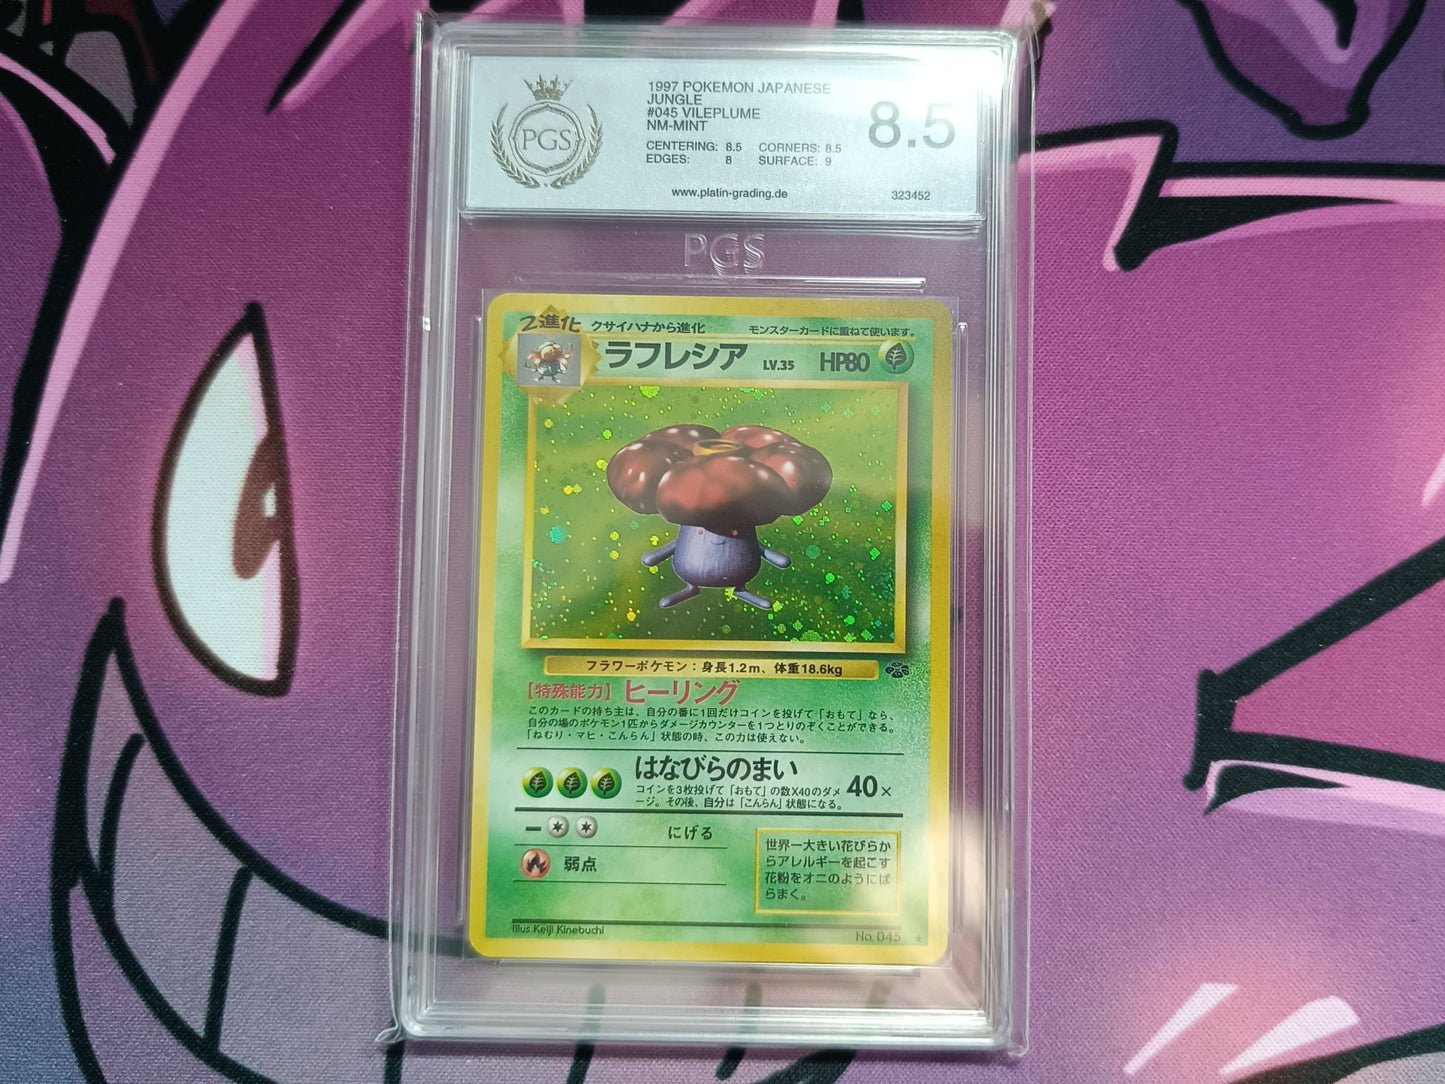 PGS
1997 POKEMON JAPANESE
JUNGLE
#045 VILEPLUME
NM-MINT
CENTERING: 8.5 CORNERS: 8.5
EDGES: 8 SURFACE: 9
8.5
www.platin-grading.de
323452
PGS
2進化 クサイハナから進化 モンスターカードに重ねて使います。
ラフレシア LV.35 HP80
フラワーポケモン：身長1.2m、体重18.6kg
【特殊能力】ヒーリング
このカードの持ち主は、自分の番に1回だけコインを投げて「おもて」なら、
自分の場のポケモン1匹からダメージカウンターを1つとりのぞくことができる。
「ねむり・マヒ・こんらん」状態の時、この力は使えない。
はなびらのまい
コインを3枚投げて「おもて」の数X40のダメ
ージ。その後、自分は「こんらん」状態になる。
40×
にげる
弱点
世界一大きい花びらか
らアレルギーを起こす
花粉をオニのようにば
らまく。
Illus. Keiji Kinebuchi
No. 045 ★